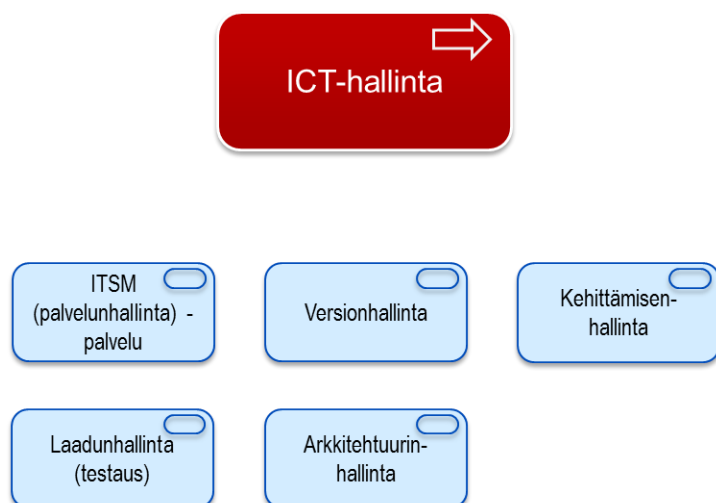 ICT-hallinta
ITSM
(palvelunhallinta) -
palvelu
Versionhallinta
Kehittämisen-
hallinta
Laadunhallinta
(testaus)
Arkkitehtuurin-
hallinta